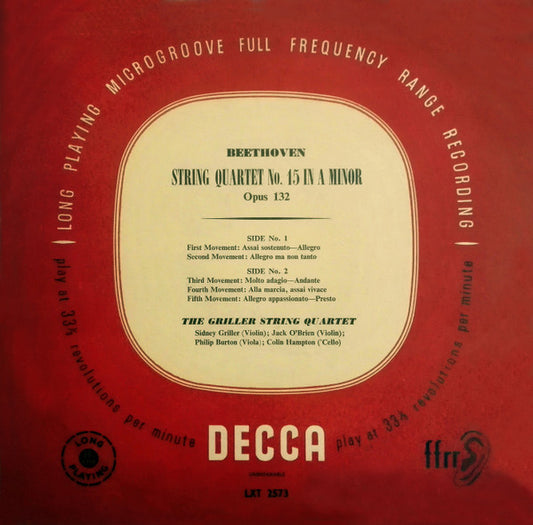 LONG PLAYING MICROGROOVE FULL FREQUENCY RANGE RECORDING
BEETHOVEN
STRING QUARTET No. 15 IN A MINOR
Opus 132
SIDE No. 1
First Movement: Assai sostenuto—Allegro
Second Movement: Allegro ma non tanto
SIDE No. 2
Third Movement: Molto adagio—Andante
Fourth Movement: Alla marcia, assai vivace
Fifth Movement: Allegro appassionato—Presto
THE GRILLER STRING QUARTET
Sidney Griller (Violin); Jack O'Brien (Violin);
Philip Burton (Viola); Colin Hampton ('Cello)
play at 33⅓ revolutions per minute
play at 33⅓ revolutions per minute
LONG PLAYING
DECCA
ffrr
LXT 2573